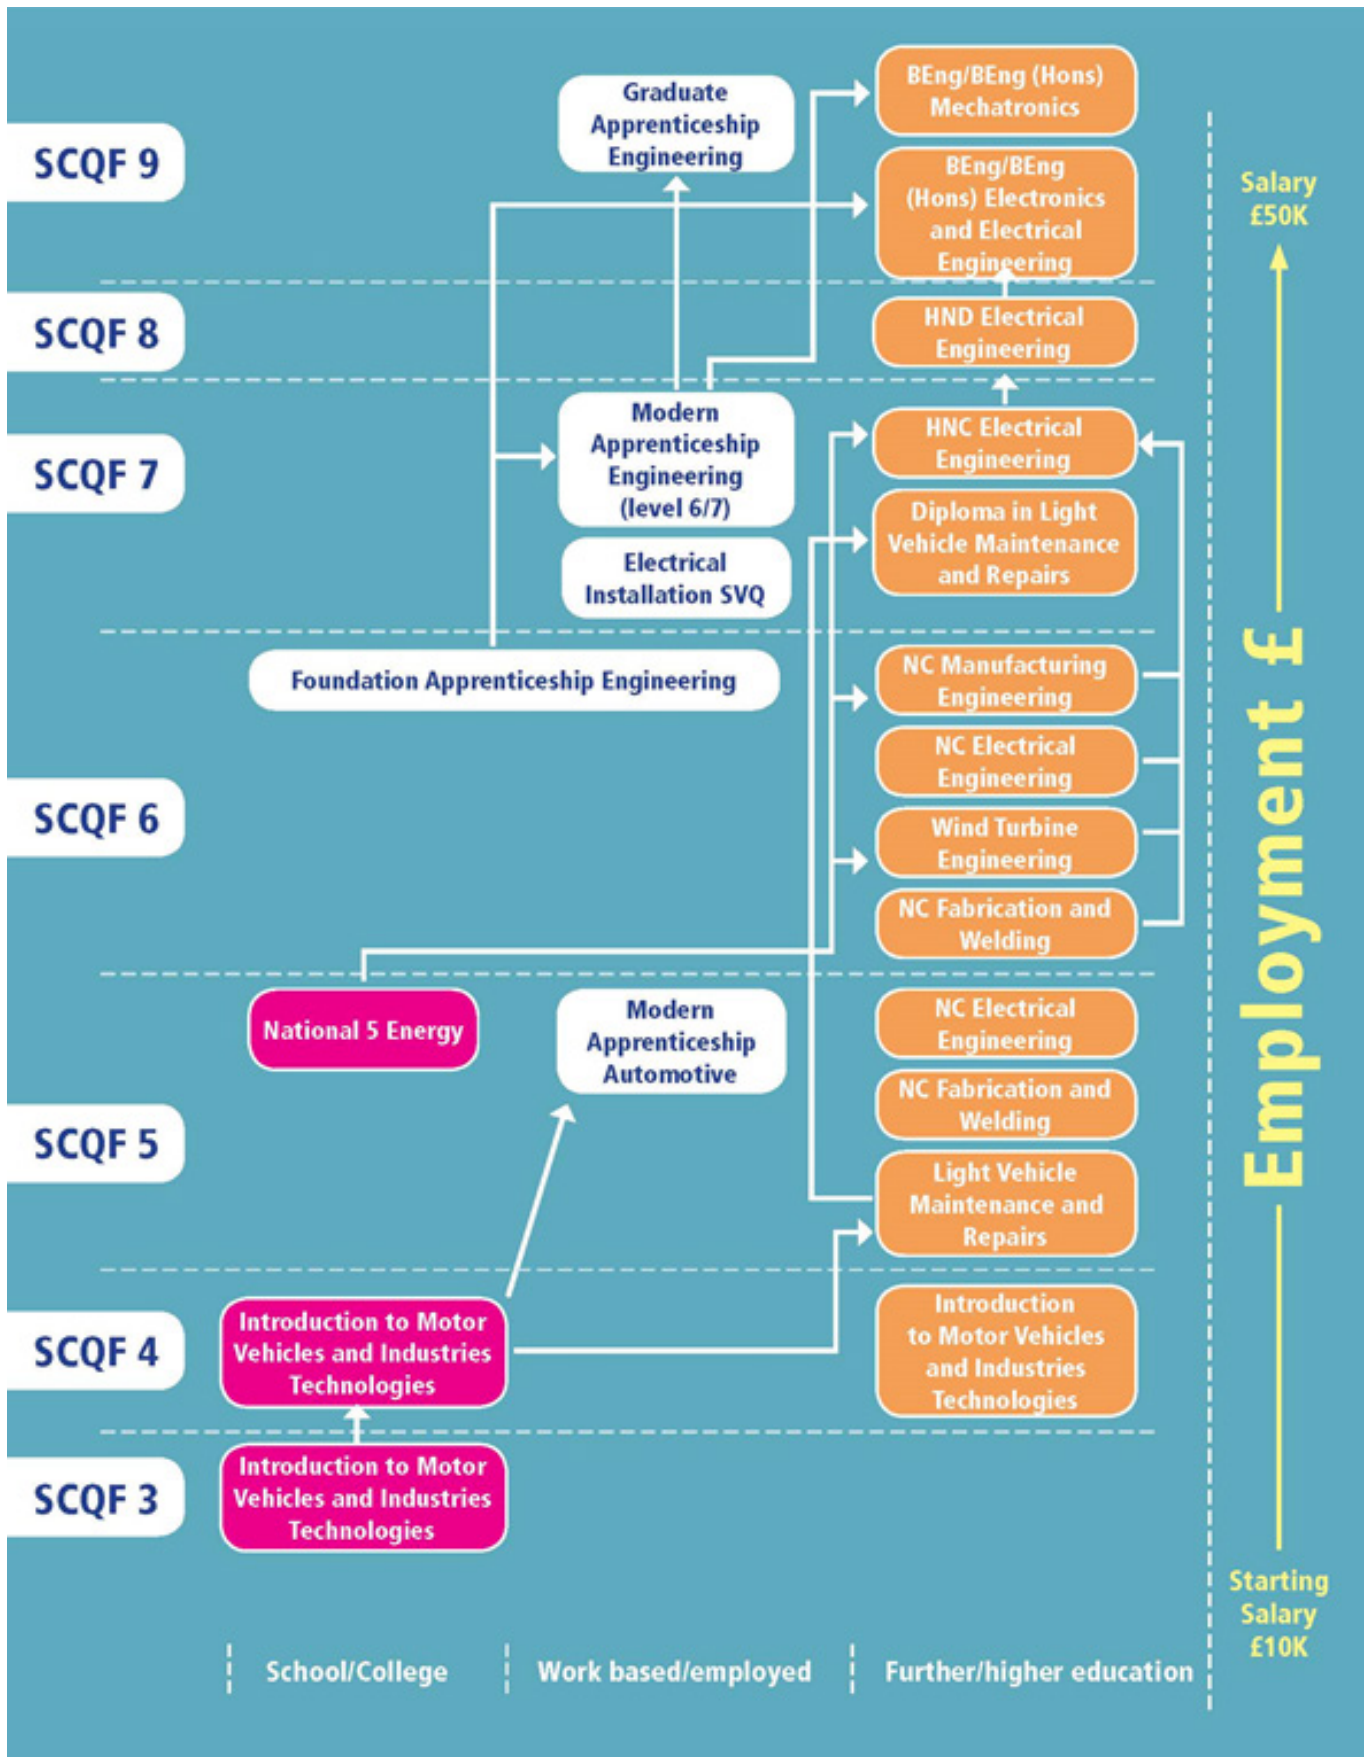 SCQF 9
Graduate
Apprenticeship
Engineering
BEng/BEng (Hons)
Mechatronics
BEng/BEng
(Hons) Electronics
and Electrical
Engineering
SCQF 8
HND Electrical
Engineering
SCQF 7
Modern
Apprenticeship
Engineering
(level 6/7)
Electrical
Installation SVQ
HNC Electrical
Engineering
Diploma in Light
Vehicle Maintenance
and Repairs
SCQF 6
Foundation Apprenticeship Engineering
NC Manufacturing
Engineering
NC Electrical
Engineering
Wind Turbine
Engineering
NC Fabrication and
Welding
SCQF 5
National 5 Energy
Modern
Apprenticeship
Automotive
NC Electrical
Engineering
NC Fabrication and
Welding
Light Vehicle
Maintenance and
Repairs
SCQF 4
Introduction to Motor
Vehicles and Industries
Technologies
Introduction
to Motor Vehicles
and Industries
Technologies
SCQF 3
Introduction to Motor
Vehicles and Industries
Technologies
School/College
Work based/employed
Further/higher education
Salary
£50K
Employment £
Starting
Salary
£10K